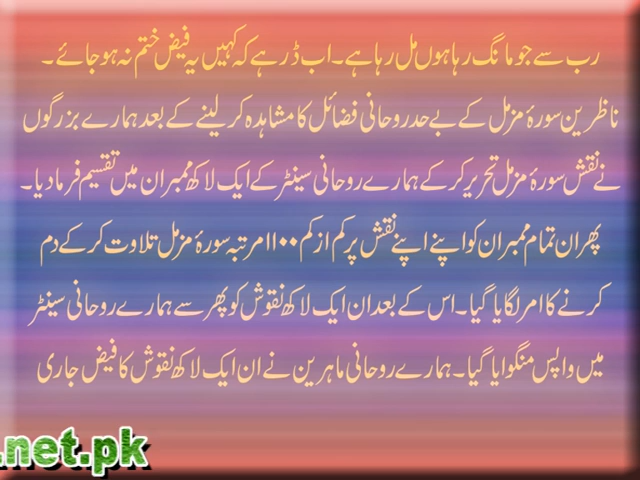 رب سے جو مانگ رہا ہوں مل رہا ہے۔ اب ڈر ہے کہ کہیں یہ فیض ختم نہ ہو جائے۔
ناظرین سورۂ مزمل کے بے حد روحانی فضائل کا مشاہدہ کر لینے کے بعد ہمارے بزرگوں
نے نقش سورۂ مزمل تحریر کر کے ہمارے روحانی سینٹر کے ایک لاکھ ممبران میں تقسیم فرما دیا۔
پھر ان تمام ممبران کو اپنے اپنے نقش پر کم از کم ۱۱۰۰ مرتبہ سورۂ مزمل تلاوت کر کے دم
کرنے کا امر لگایا گیا۔ اس کے بعد ان ایک لاکھ نقوش کو پھر سے ہمارے روحانی سینٹر
میں واپس منگوایا گیا۔ ہمارے روحانی ماہرین نے ان ایک لاکھ نقوش کا فیض جاری
.net.pk